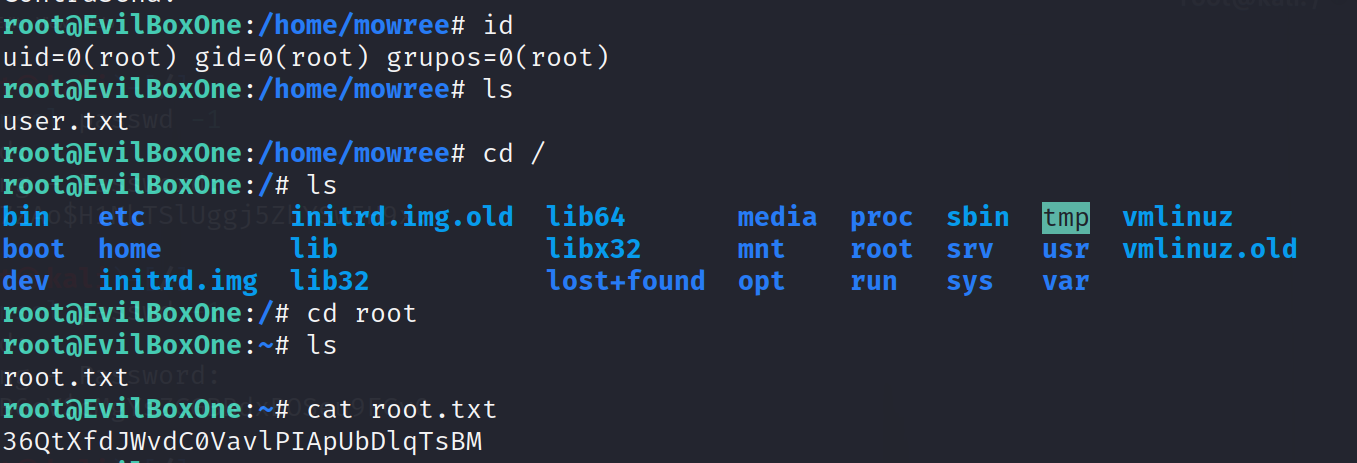 root@EvilBoxOne:/home/mowree# id
uid=0(root) gid=0(root) grupos=0(root)
root@EvilBoxOne:/home/mowree# ls
user.txt
root@EvilBoxOne:/home/mowree# cd /
root@EvilBoxOne:/# ls
bin etc initrd.img.old lib64 media proc sbin tmp vmlinuz
boot home lib libx32 mnt root srv usr vmlinuz.old
dev initrd.img lib32 lost+found opt run sys var
root@EvilBoxOne:/# cd root
root@EvilBoxOne:~# ls
root.txt
root@EvilBoxOne:~# cat root.txt
36QtXfdJWvdC0VavlPIApUbDlqTsBM